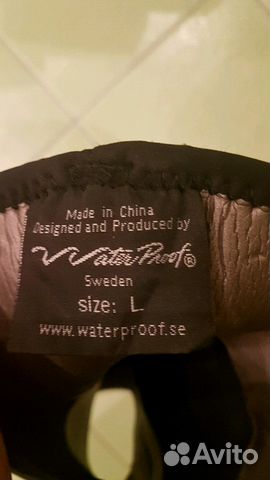 Made in China
Designed and Produced by
WaterProof®
Sweden
size: L
www.waterproof.se
Avito